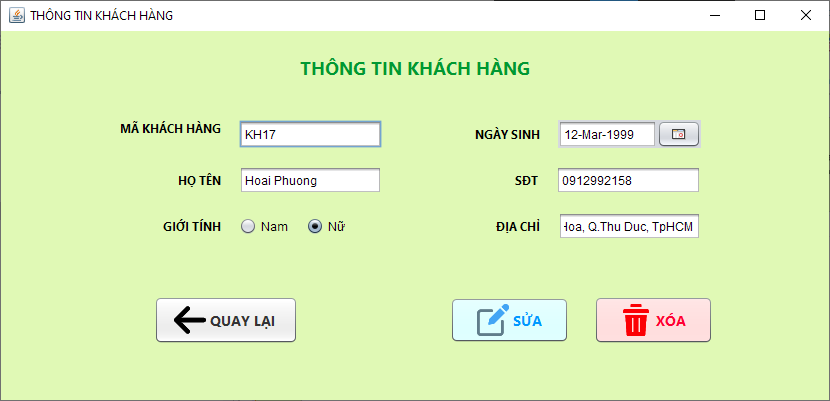 THÔNG TIN KHÁCH HÀNG
THÔNG TIN KHÁCH HÀNG
MÃ KHÁCH HÀNG KH17 NGÀY SINH 12-Mar-1999
HỌ TÊN Hoai Phuong SĐT 0912992158
GIỚI TÍNH Nam Nữ ĐỊA CHỈ Hoa, Q.Thu Duc, TpHCM
QUAY LẠI SỬA XÓA